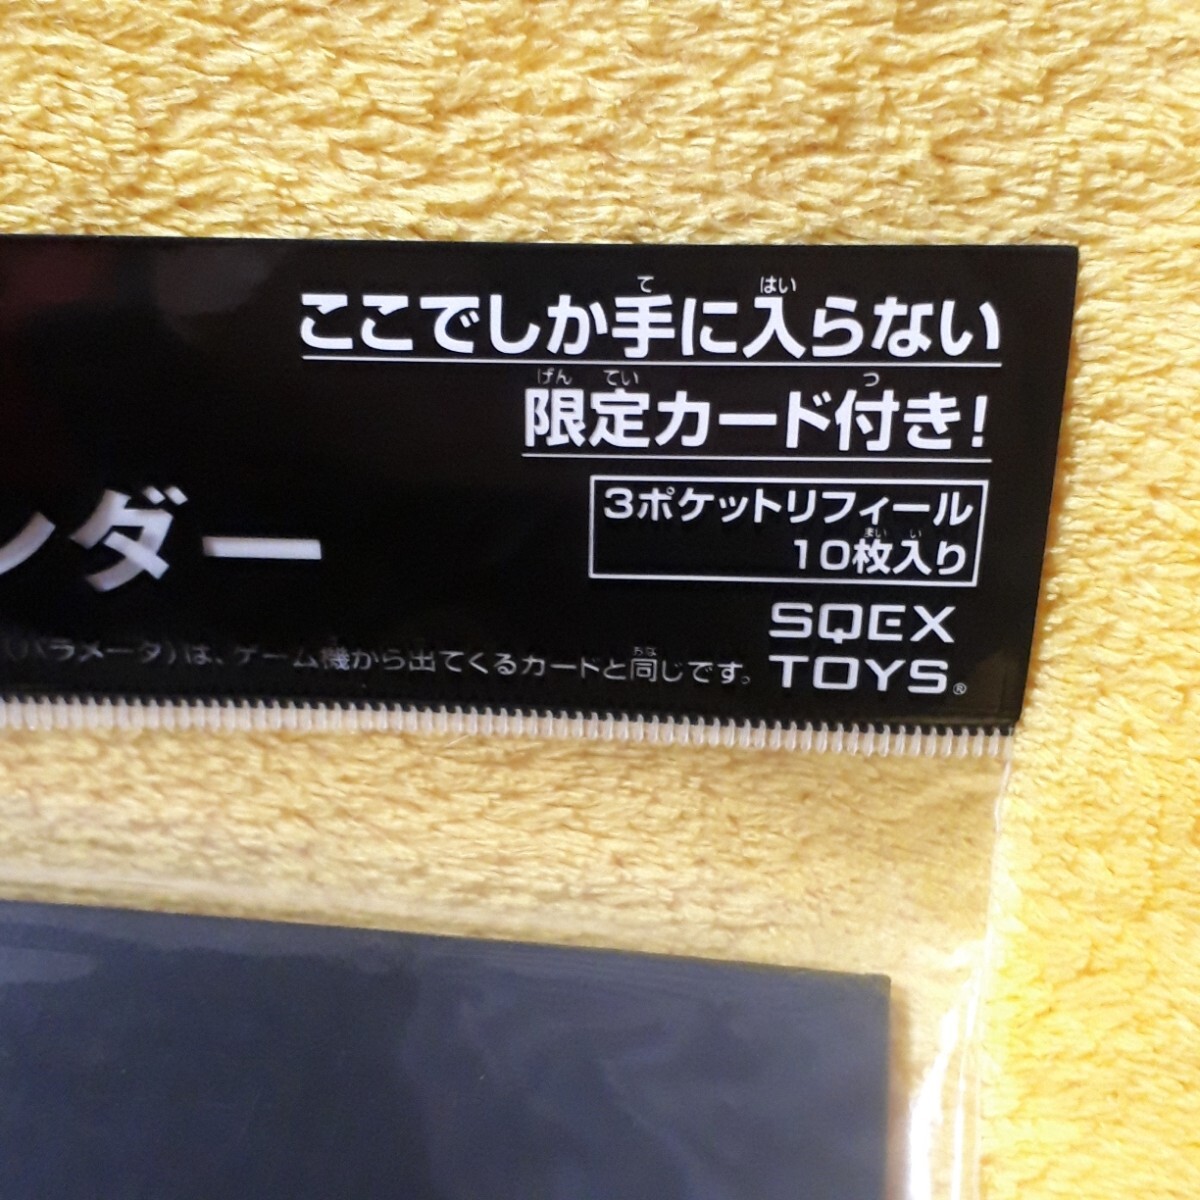 ここでしか手に入らない
限定カード付き!
3ポケットリフィール
10枚入り
ンダー
SQEX
TOYS®
(パラメータ)は、ゲーム機から出てくるカードと同じです。